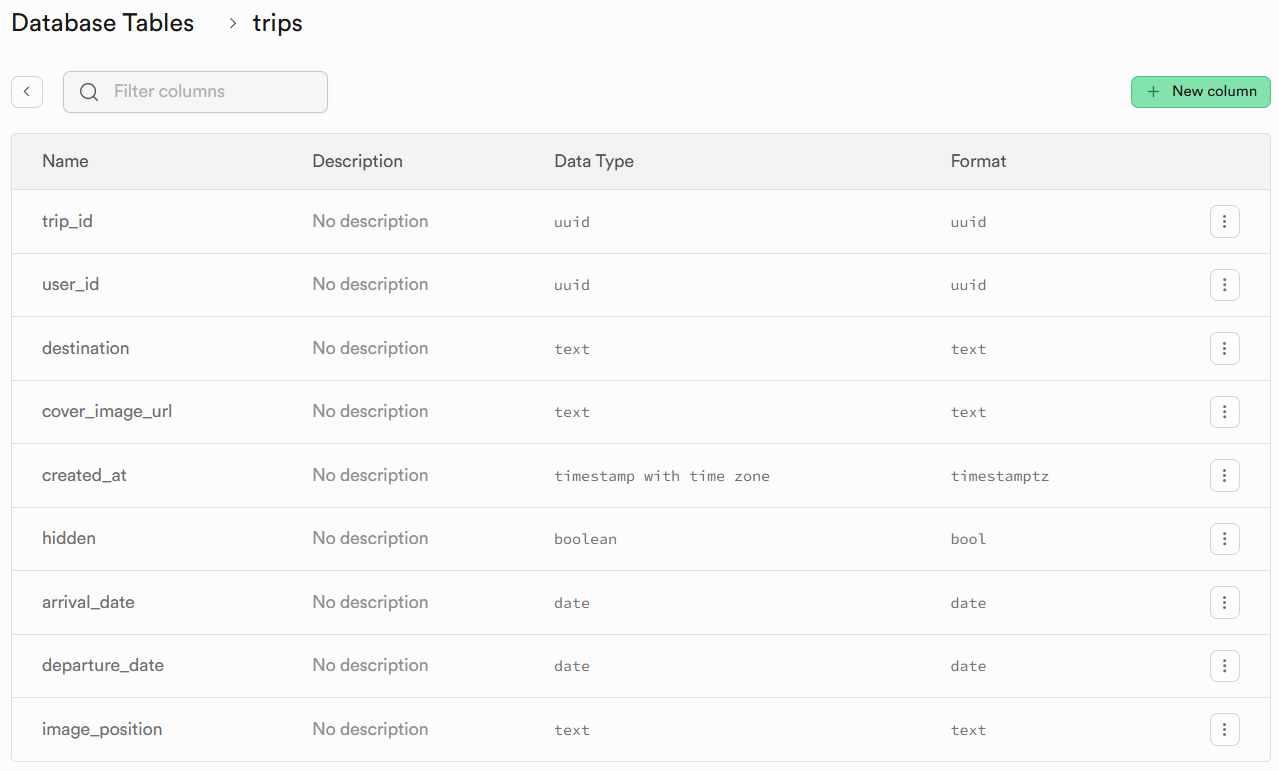 Database Tables > trips
Filter columns
+ New column
Name Description Data Type Format
trip_id No description uuid uuid
user_id No description uuid uuid
destination No description text text
cover_image_url No description text text
created_at No description timestamp with time zone timestamptz
hidden No description boolean bool
arrival_date No description date date
departure_date No description date date
image_position No description text text